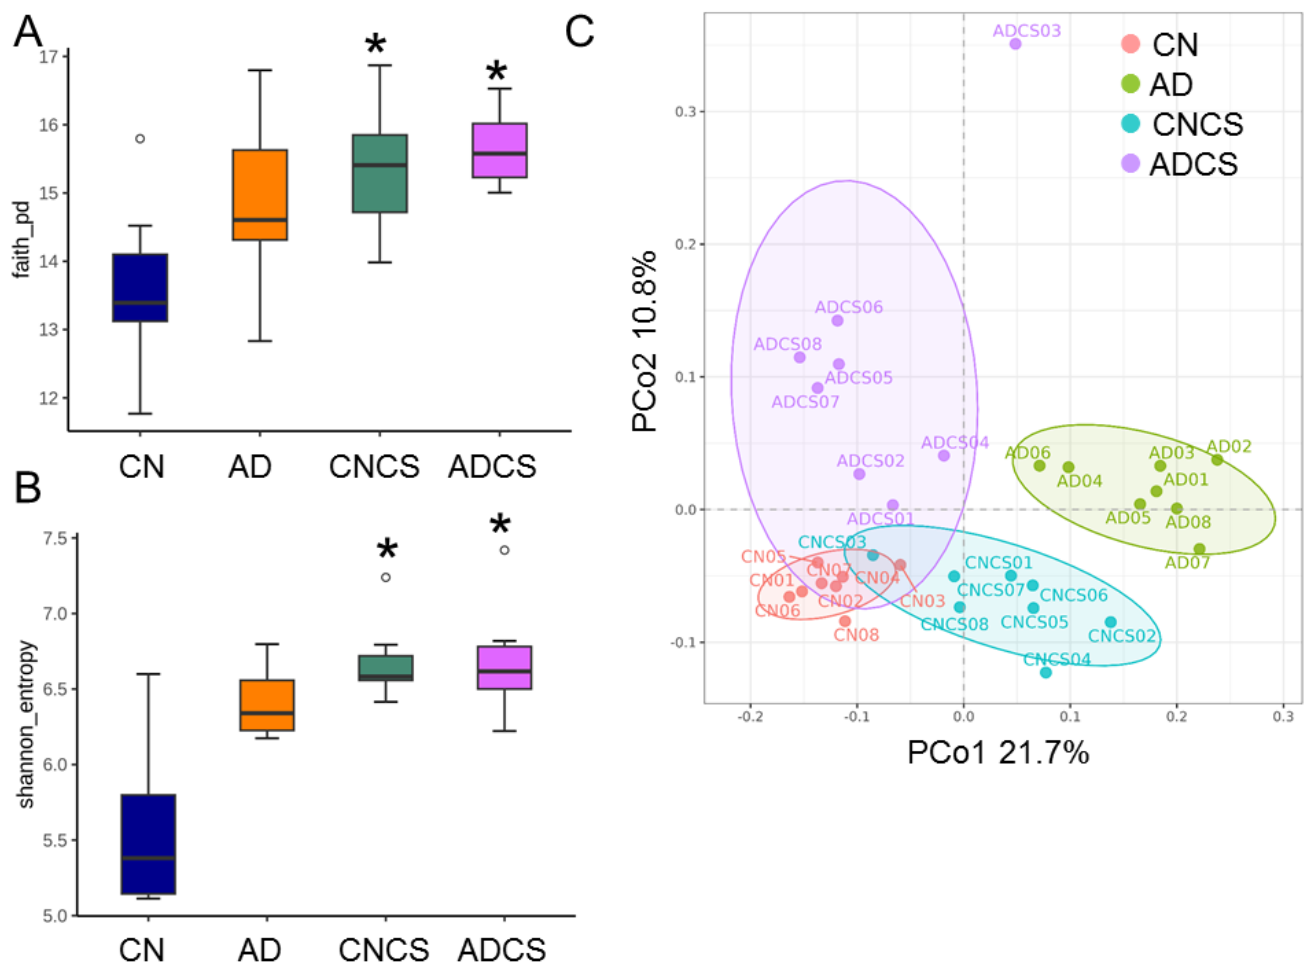 A
faith_pd
17
16
15
14
13
12
*
*
CN
AD
CNCS
ADCS
B
shannon_entropy
7.5
7.0
6.5
6.0
5.5
5.0
*
*
CN
AD
CNCS
ADCS
C
CN
AD
CNCS
ADCS
PCo2 10.8%
0.3
0.2
0.1
0.0
-0.1
ADCS03
ADCS06
ADCS08
ADCS05
ADCS07
ADCS04
ADCS02
ADCS01
AD06
AD04
AD03
AD02
AD01
AD05
AD08
AD07
CNCS03
CN05
CN07
CN01
CN04
CN02
CN03
CN06
CN08
CNCS01
CNCS07
CNCS06
CNCS08
CNCS05
CNCS02
CNCS04
-0.2
-0.1
0.0
0.1
0.2
0.3
PCo1 21.7%